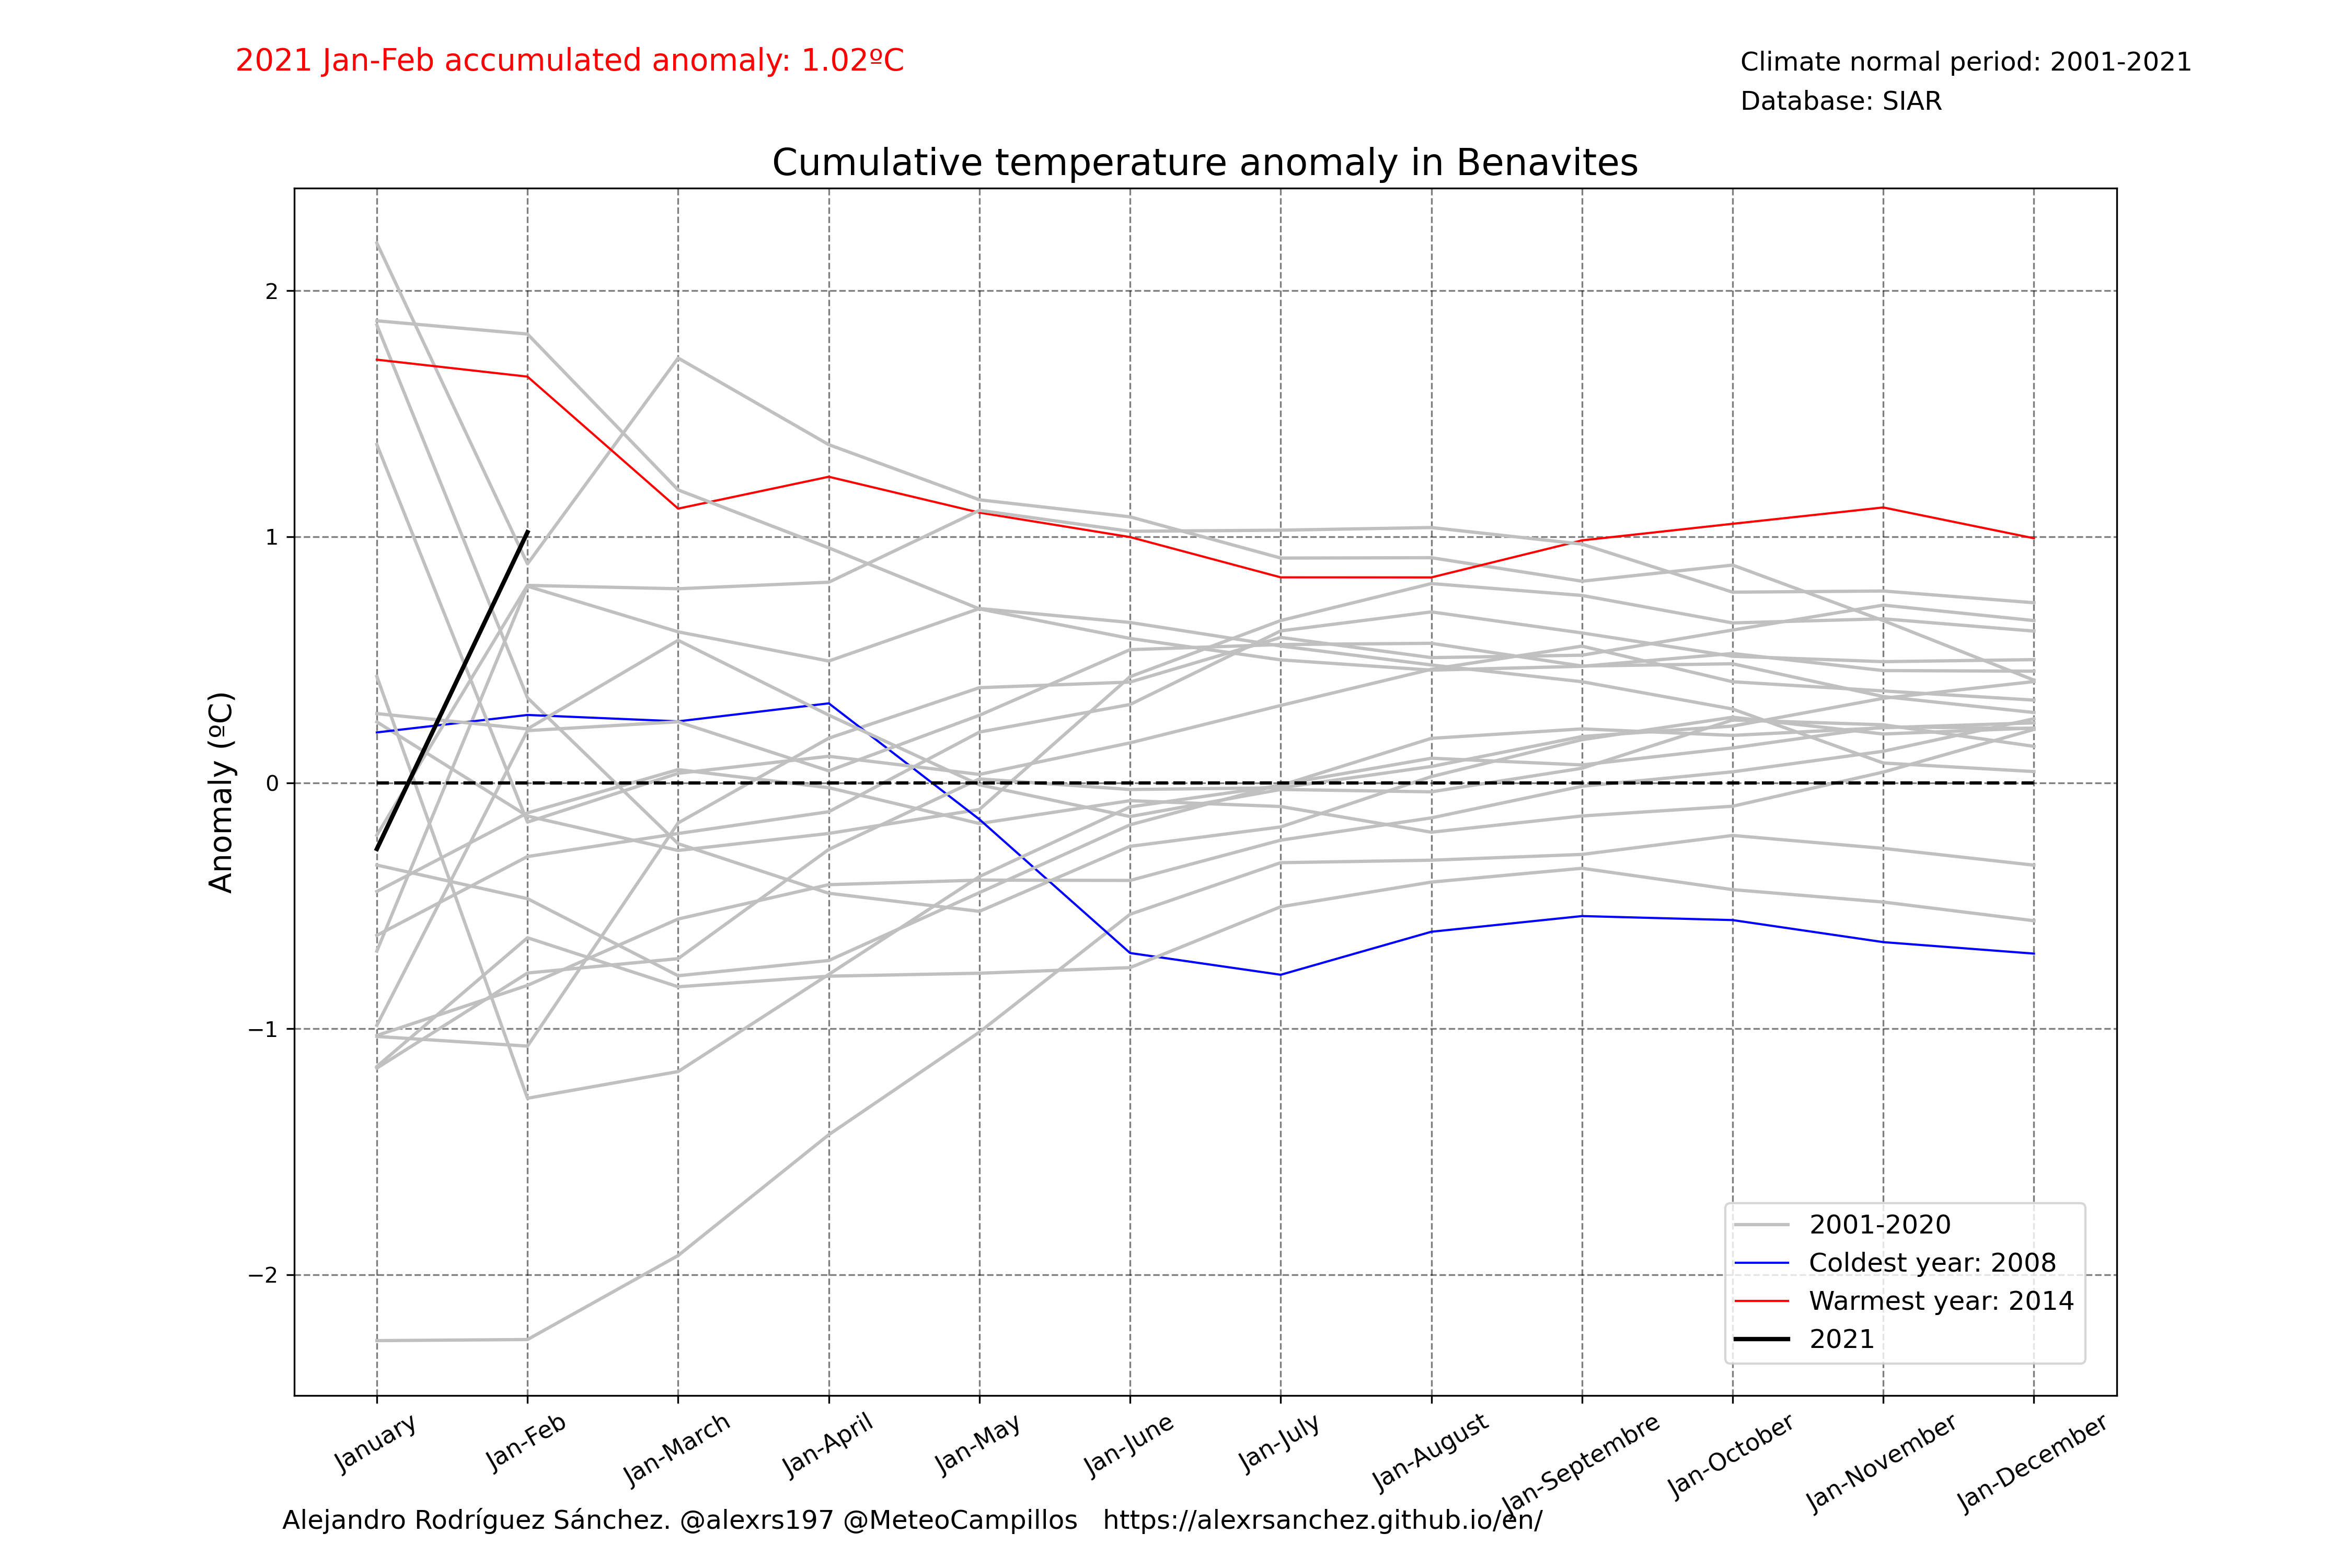 2021 Jan-Feb accumulated anomaly: 1.02ºC
Climate normal period: 2001-2021
Database: SIAR
Cumulative temperature anomaly in Benavites
Anomaly (ºC)
2
1
0
−1
−2
2001-2020
Coldest year: 2008
Warmest year: 2014
2021
January
Jan-Feb
Jan-March
Jan-April
Jan-May
Jan-June
Jan-July
Jan-August
Jan-Septembre
Jan-October
Jan-November
Jan-December
Alejandro Rodríguez Sánchez. @alexrs197 @MeteoCampillos https://alexrsanchez.github.io/en/